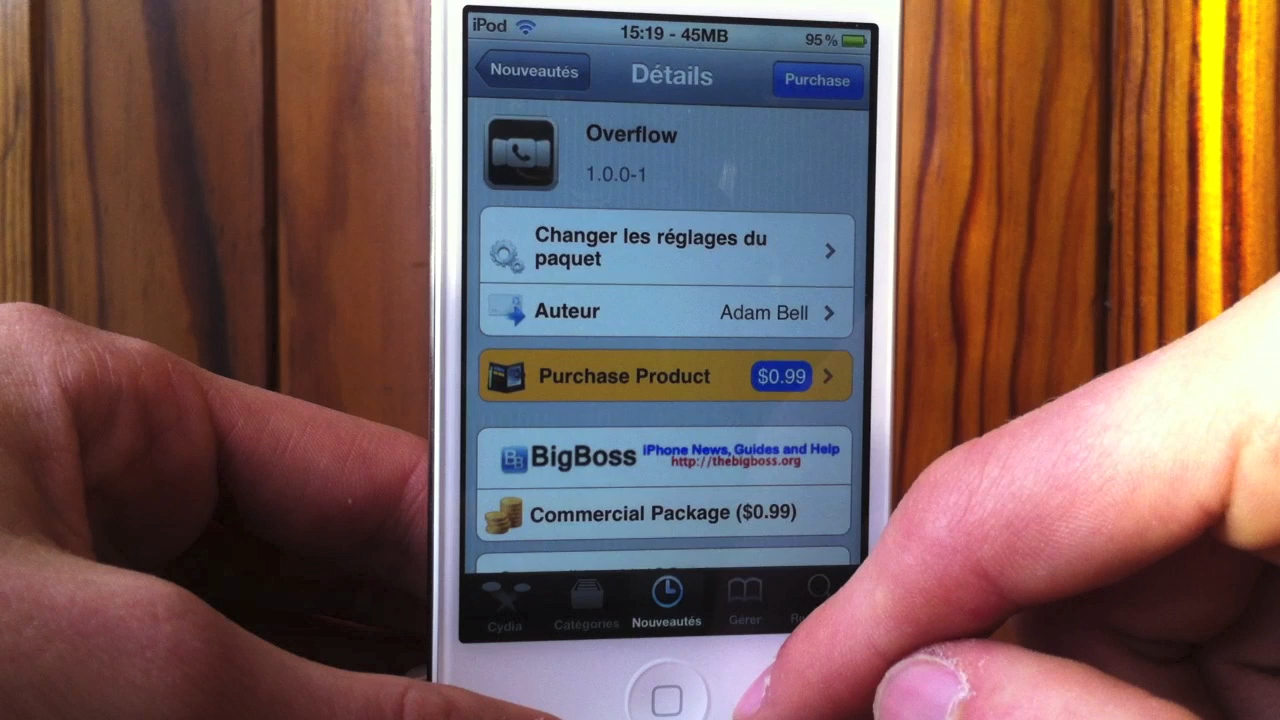 iPod 15:19 - 45MB 95 %
Nouveautés Détails Purchase
Overflow
1.0.0-1
Changer les réglages du
paquet
Auteur Adam Bell
Purchase Product $0.99
BB BigBoss iPhone News, Guides and Help
http://thebigboss.org
Commercial Package ($0.99)
Cydia Catégories Nouveautés Gérer